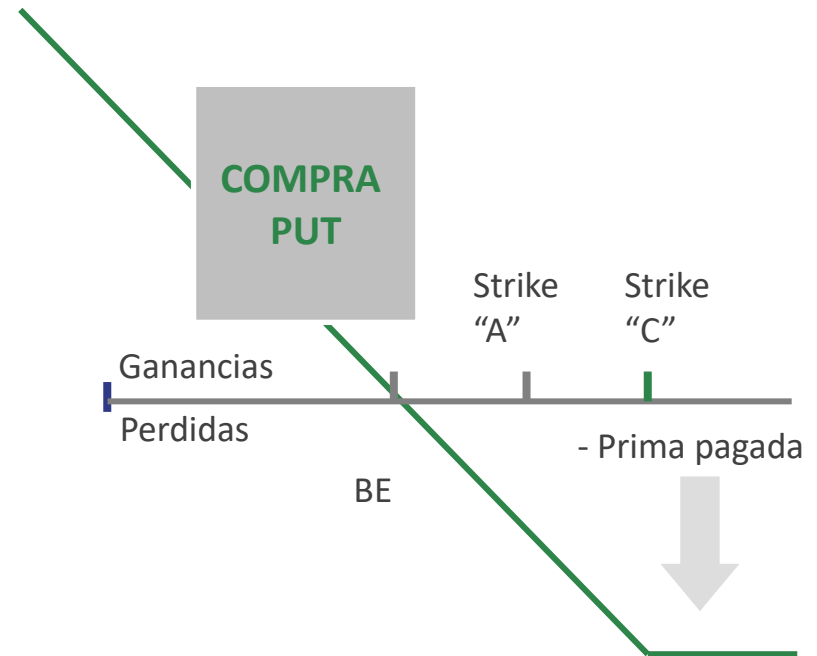 COMPRA
PUT
Strike
“A”
Strike
“C”
Ganancias
Perdidas
- Prima pagada
BE